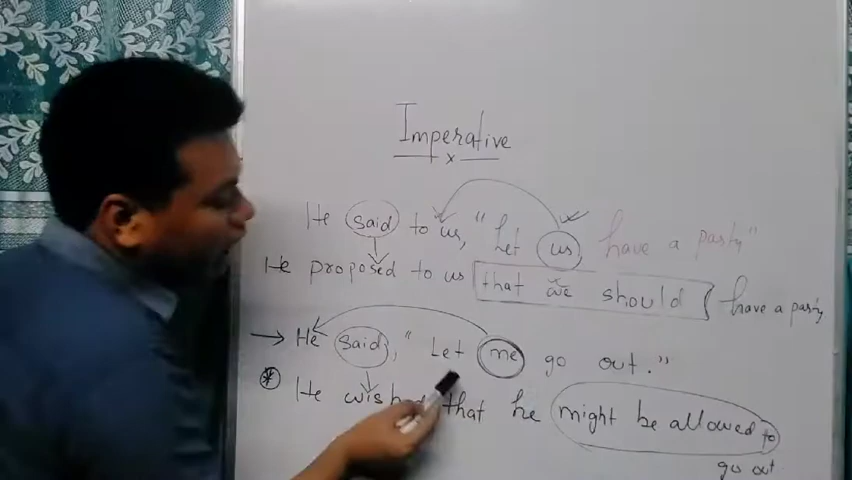 Imperative
He said to us, "Let us have a party"
He proposed to us that we should have a party
He said, "Let me go out."
He wished that he might be allowed to
go out